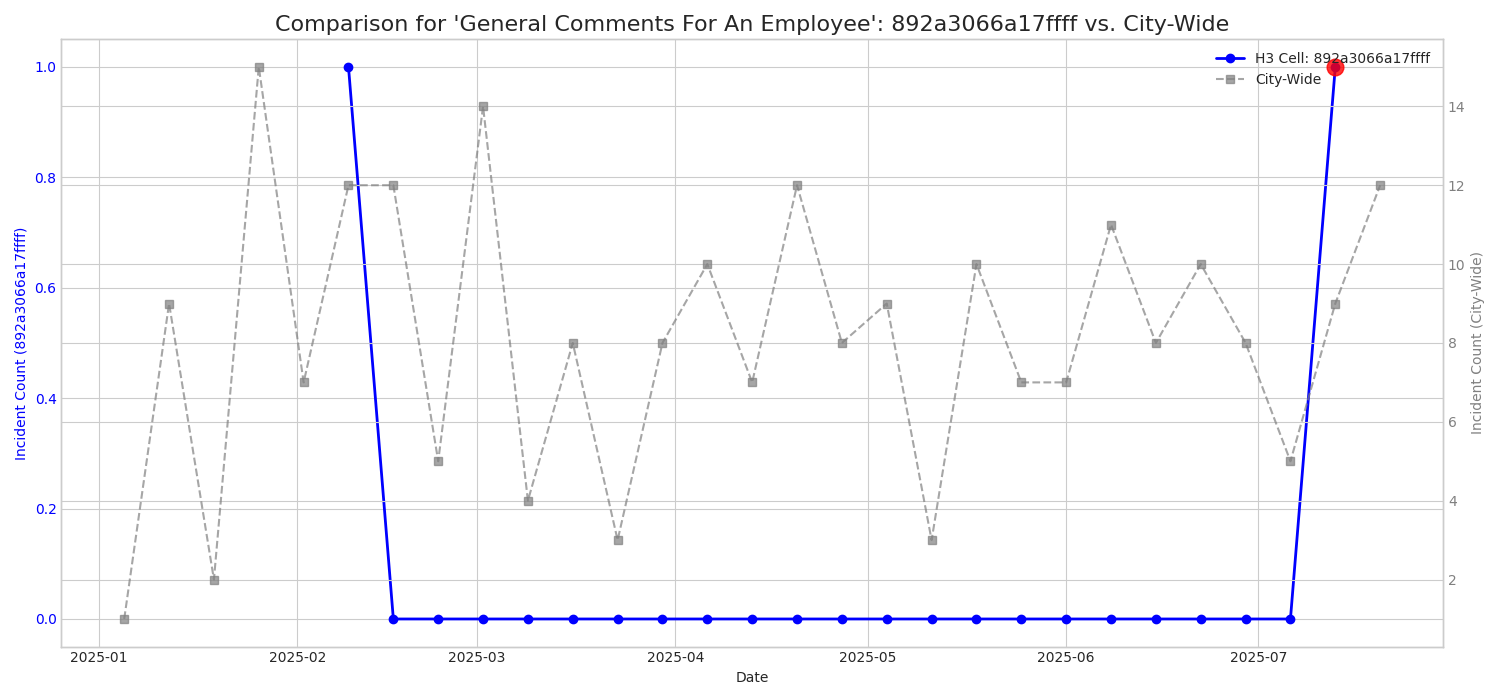 Comparison for 'General Comments For An Employee': 892a3066a17ffff vs. City-Wide
H3 Cell: 892a3066a17ffff
City-Wide
Incident Count (892a3066a17ffff)
1.0
0.8
0.6
0.4
0.2
0.0
14
12
10
8
6
4
2
Incident Count (City-Wide)
2025-01 2025-02 2025-03 2025-04 2025-05 2025-06 2025-07
Date